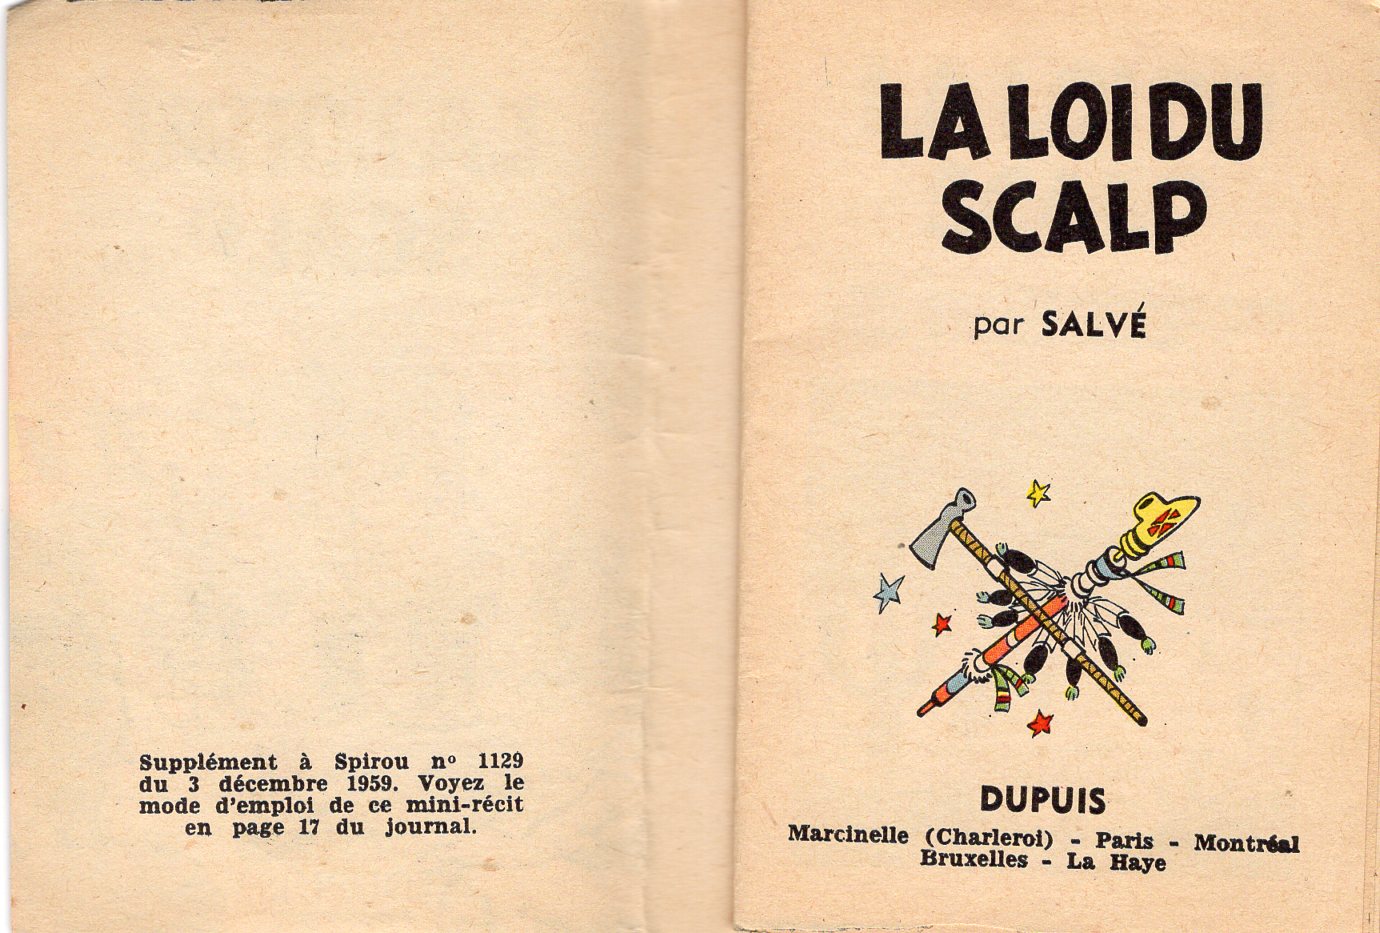 Supplément à Spirou nº 1129
du 3 décembre 1959. Voyez le
mode d'emploi de ce mini-récit
en page 17 du journal.
LA LOI DU
SCALP
par SALVÉ
DUPUIS
Marcinelle (Charleroi) - Paris - Montréal
Bruxelles - La Haye